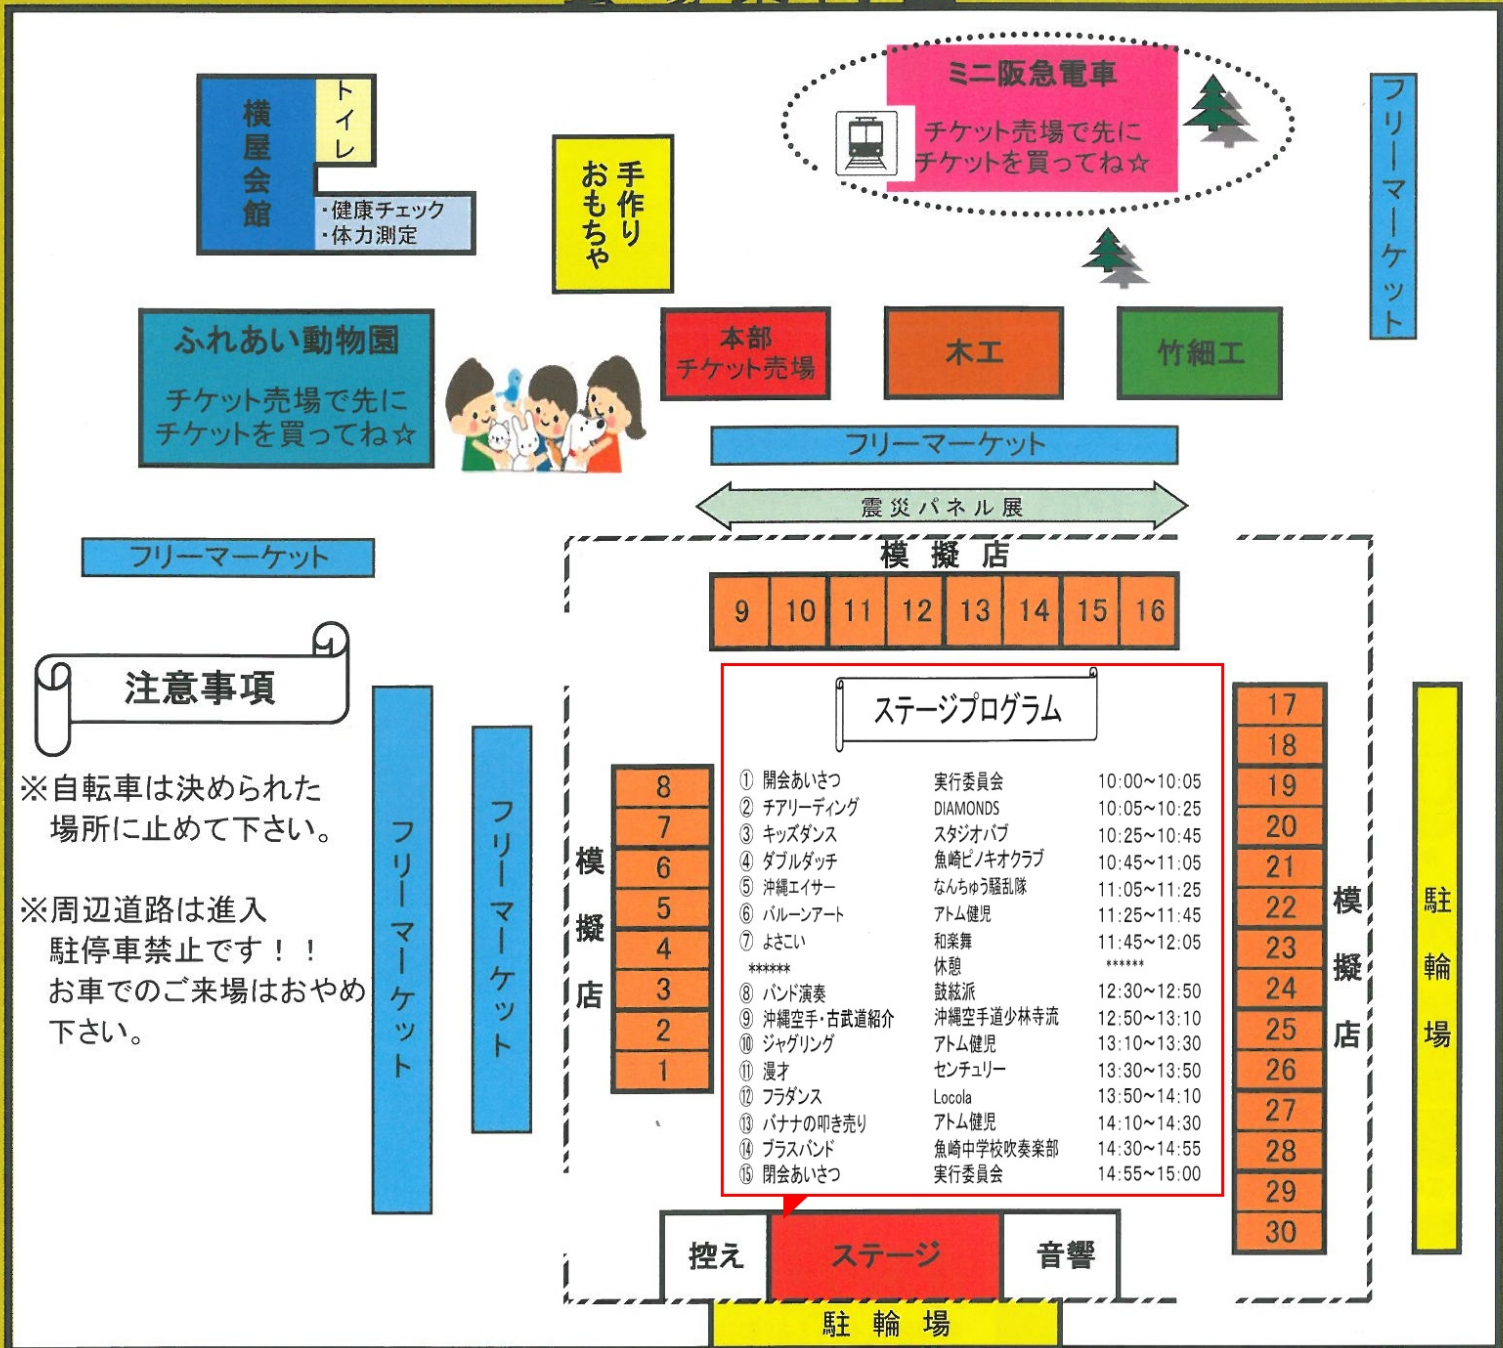 ミニ阪急電車
チケット売場で先に
チケットを買ってね☆
フリーマーケット
横屋会館
トイレ
・健康チェック
・体力測定
手作り
おもちゃ
ふれあい動物園
チケット売場で先に
チケットを買ってね☆
本部
チケット売場
木工
竹細工
フリーマーケット
震災パネル展
フリーマーケット
模擬店
9 10 11 12 13 14 15 16
注意事項
※自転車は決められた
場所に止めて下さい。
※周辺道路は進入
駐停車禁止です！！
お車でのご来場はおやめ
下さい。
フリーマーケット
フリーマーケット
模擬店
8
7
6
5
4
3
2
1
ステージプログラム
① 開会あいさつ 実行委員会 10:00～10:05
② チアリーディング DIAMONDS 10:05～10:25
③ キッズダンス スタジオパブ 10:25～10:45
④ ダブルダッチ 魚崎ピノキオクラブ 10:45～11:05
⑤ 沖縄エイサー なんちゅう騒乱隊 11:05～11:25
⑥ バルーンアート アトム健児 11:25～11:45
⑦ よさこい 和楽舞 11:45～12:05
****** 休憩 ******
⑧ バンド演奏 鼓絃派 12:30～12:50
⑨ 沖縄空手・古武道紹介 沖縄空手道少林寺流 12:50～13:10
⑩ ジャグリング アトム健児 13:10～13:30
⑪ 漫才 センチュリー 13:30～13:50
⑫ フラダンス Locola 13:50～14:10
⑬ バナナの叩き売り アトム健児 14:10～14:30
⑭ ブラスバンド 魚崎中学校吹奏楽部 14:30～14:55
⑮ 閉会あいさつ 実行委員会 14:55～15:00
17
18
19
20
21
22
23
24
25
26
27
28
29
30
模擬店
駐輪場
控え
ステージ
音響
駐輪場